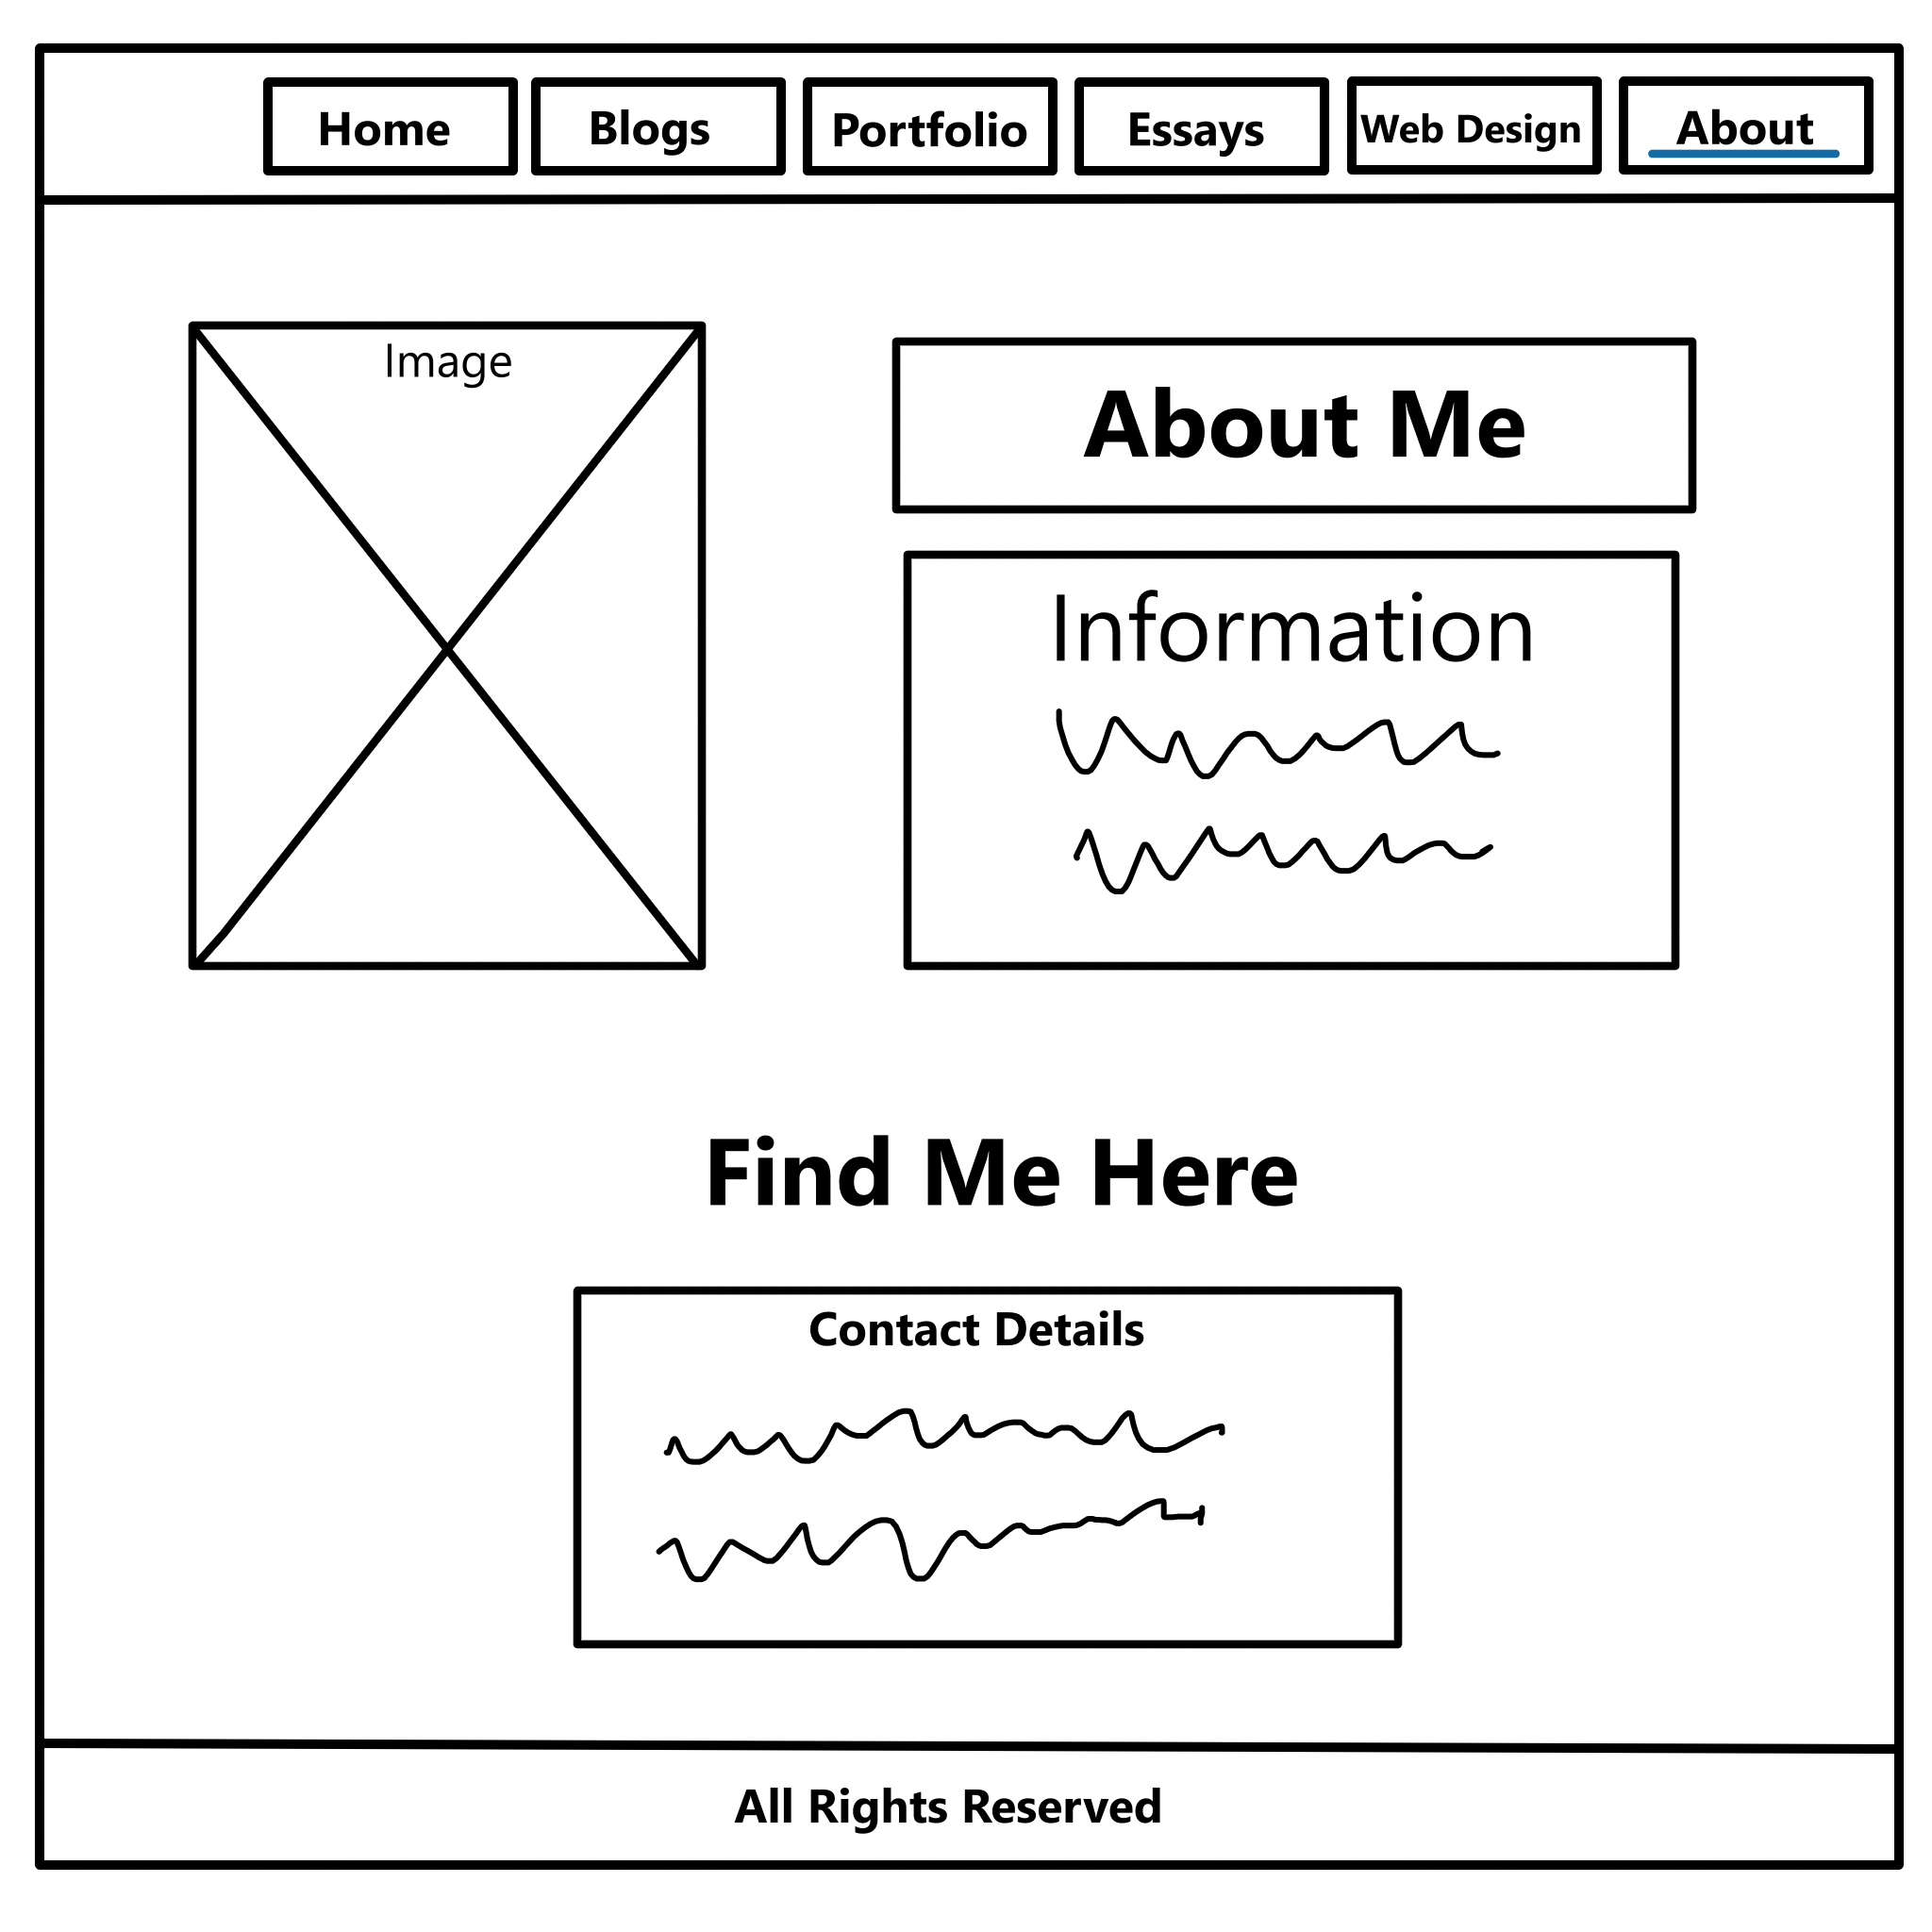 Home Blogs Portfolio Essays Web Design About
Image
About Me
Information
Find Me Here
Contact Details
All Rights Reserved